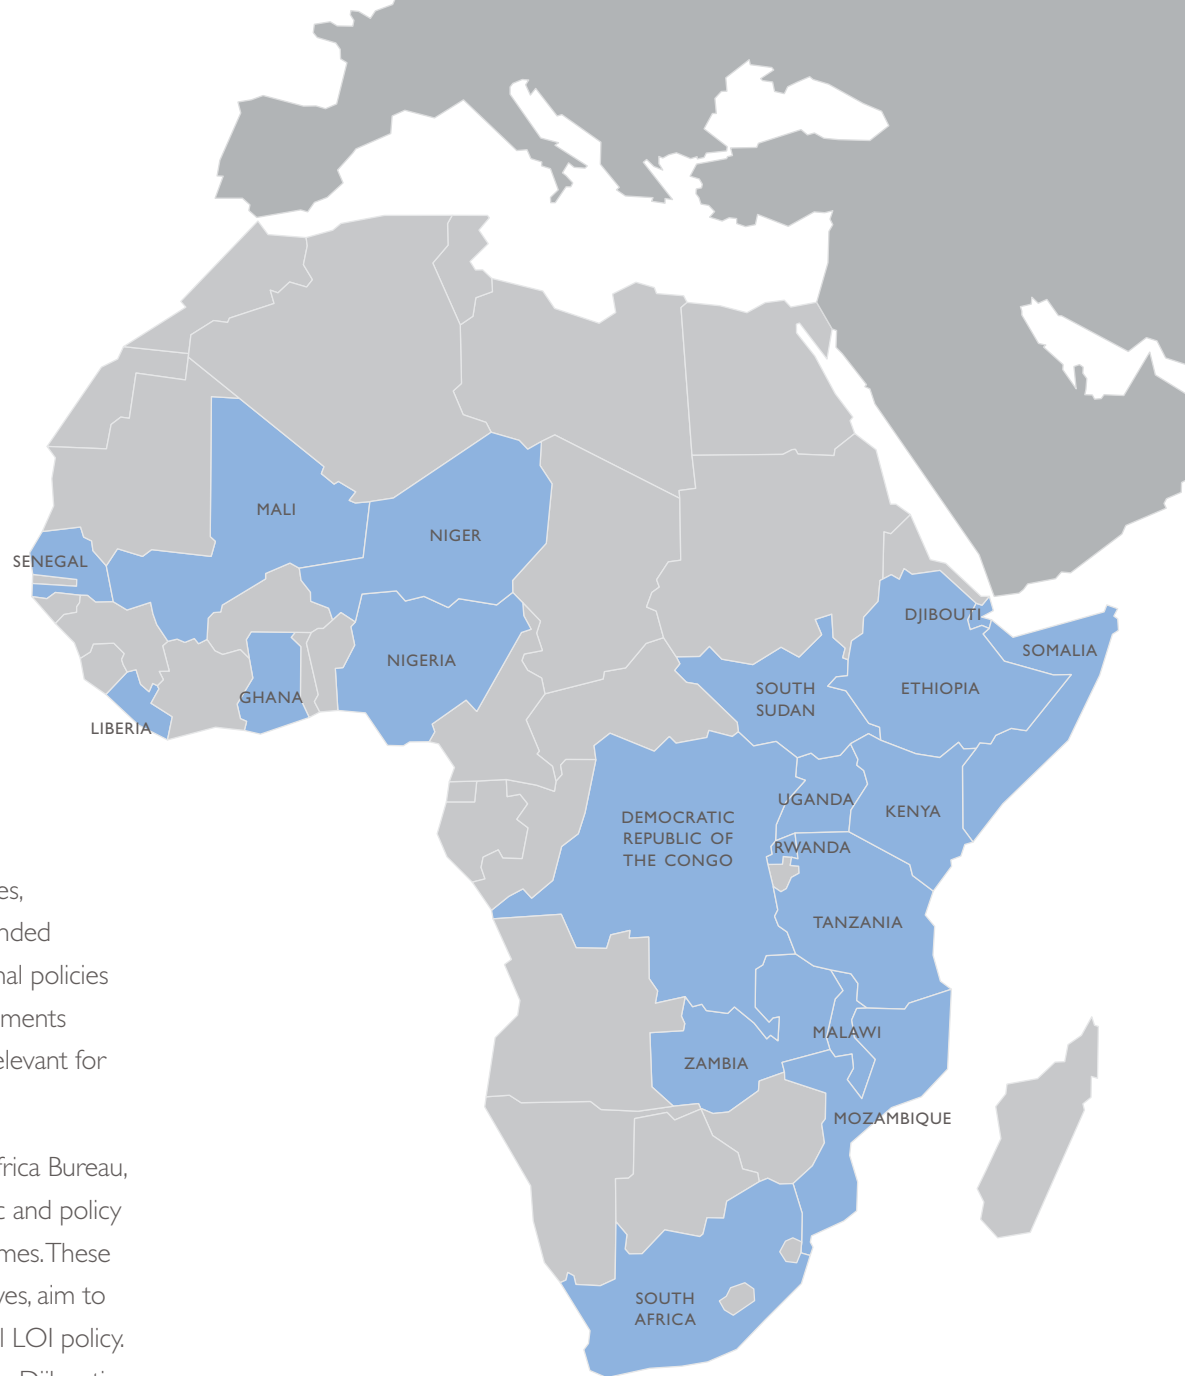 MALI
NIGER
SENEGAL
DJIBOUTI
SOMALIA
NIGERIA
SOUTH
SUDAN
ETHIOPIA
GHANA
LIBERIA
UGANDA
KENYA
DEMOCRATIC
REPUBLIC OF
THE CONGO
RWANDA
TANZANIA
MALAWI
ZAMBIA
MOZAMBIQUE
SOUTH
AFRICA
es,
nded
nal policies
ments
elevant for
frica Bureau,
c and policy
mes. These
ves, aim to
l LOI policy.